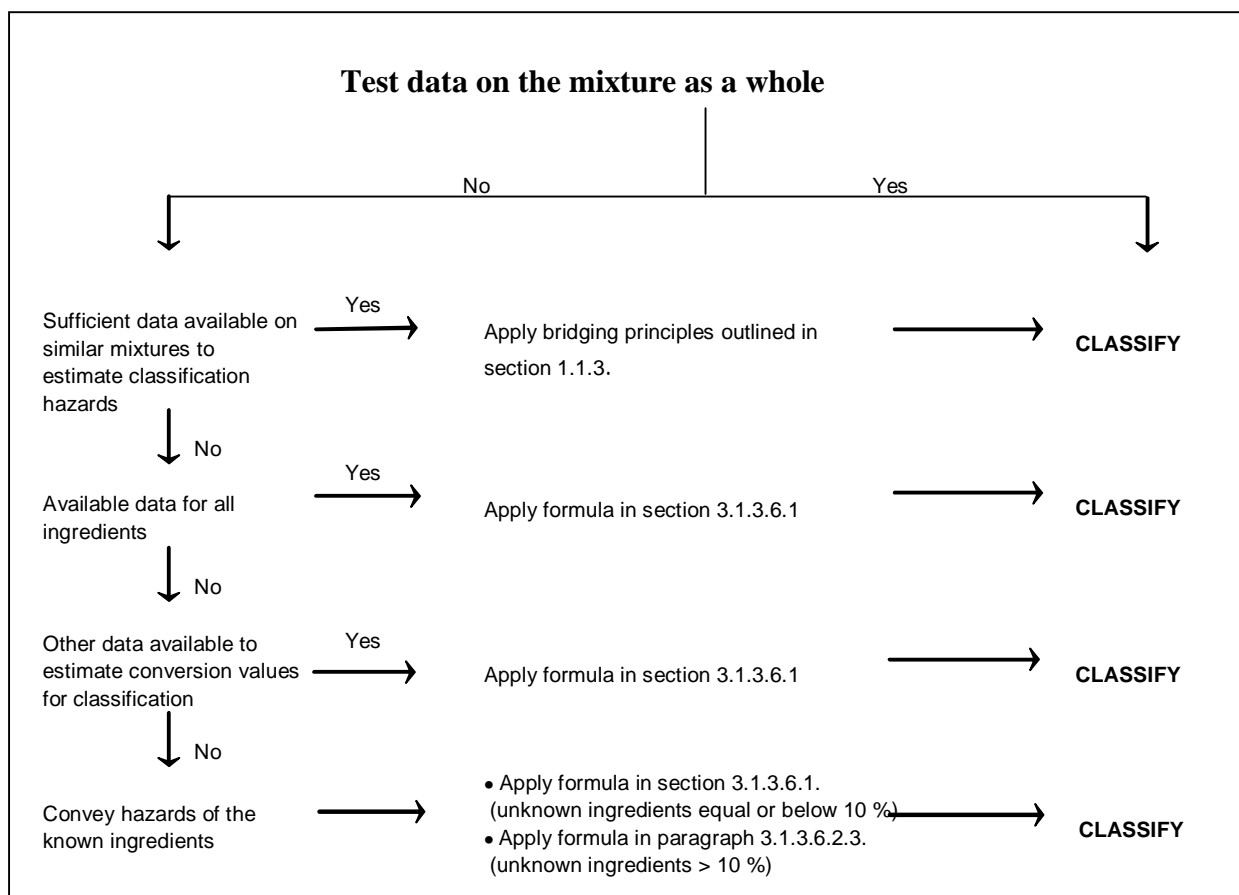 Test data on the mixture as a whole
No
Yes
Sufficient data available on
similar mixtures to
estimate classification
hazards
Yes
Apply bridging principles outlined in
section 1.1.3.
CLASSIFY
No
Available data for all
ingredients
Yes
Apply formula in section 3.1.3.6.1
CLASSIFY
No
Other data available to
estimate conversion values
for classification
Yes
Apply formula in section 3.1.3.6.1
CLASSIFY
No
Convey hazards of the
known ingredients
• Apply formula in section 3.1.3.6.1.
(unknown ingredients equal or below 10 %)
• Apply formula in paragraph 3.1.3.6.2.3.
(unknown ingredients > 10 %)
CLASSIFY